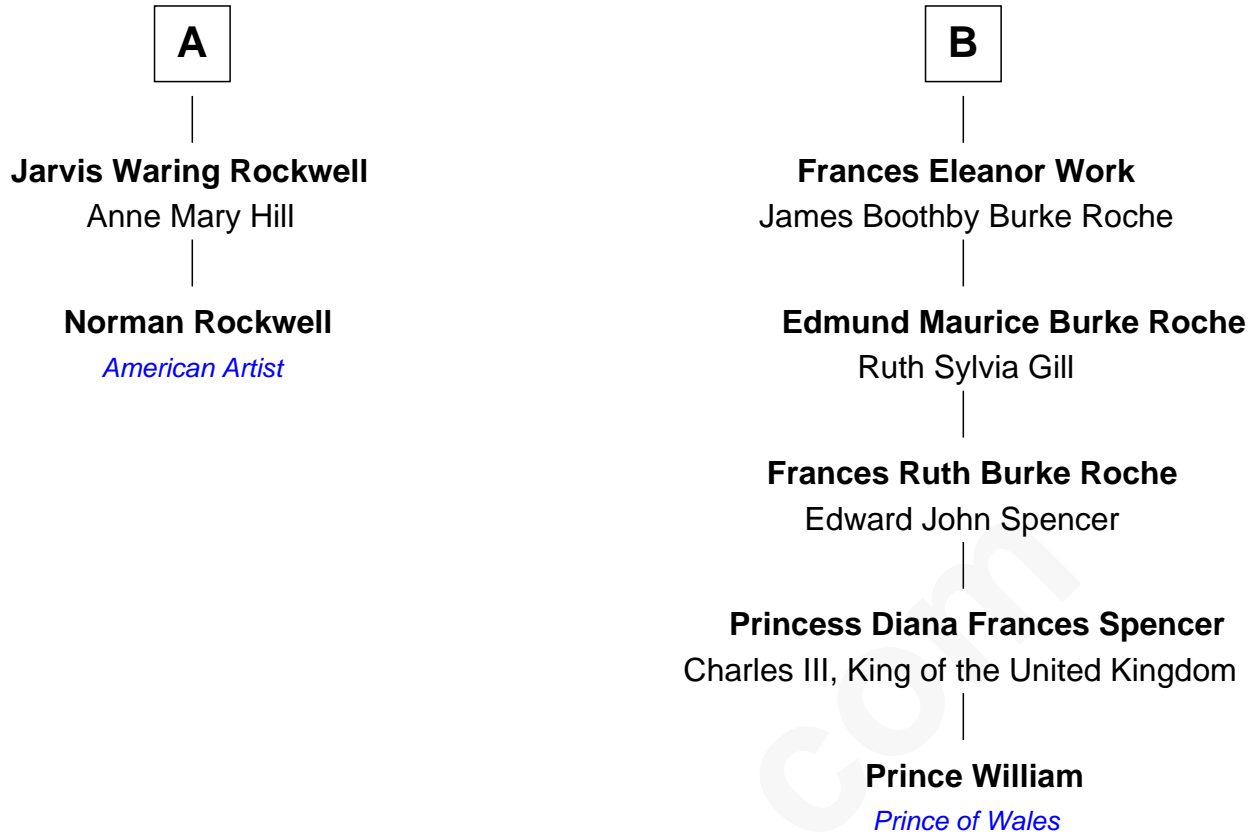 A
Jarvis Waring Rockwell
Anne Mary Hill
Norman Rockwell
American Artist
B
Frances Eleanor Work
James Boothby Burke Roche
Edmund Maurice Burke Roche
Ruth Sylvia Gill
Frances Ruth Burke Roche
Edward John Spencer
Princess Diana Frances Spencer
Charles III, King of the United Kingdom
Prince William
Prince of Wales
com